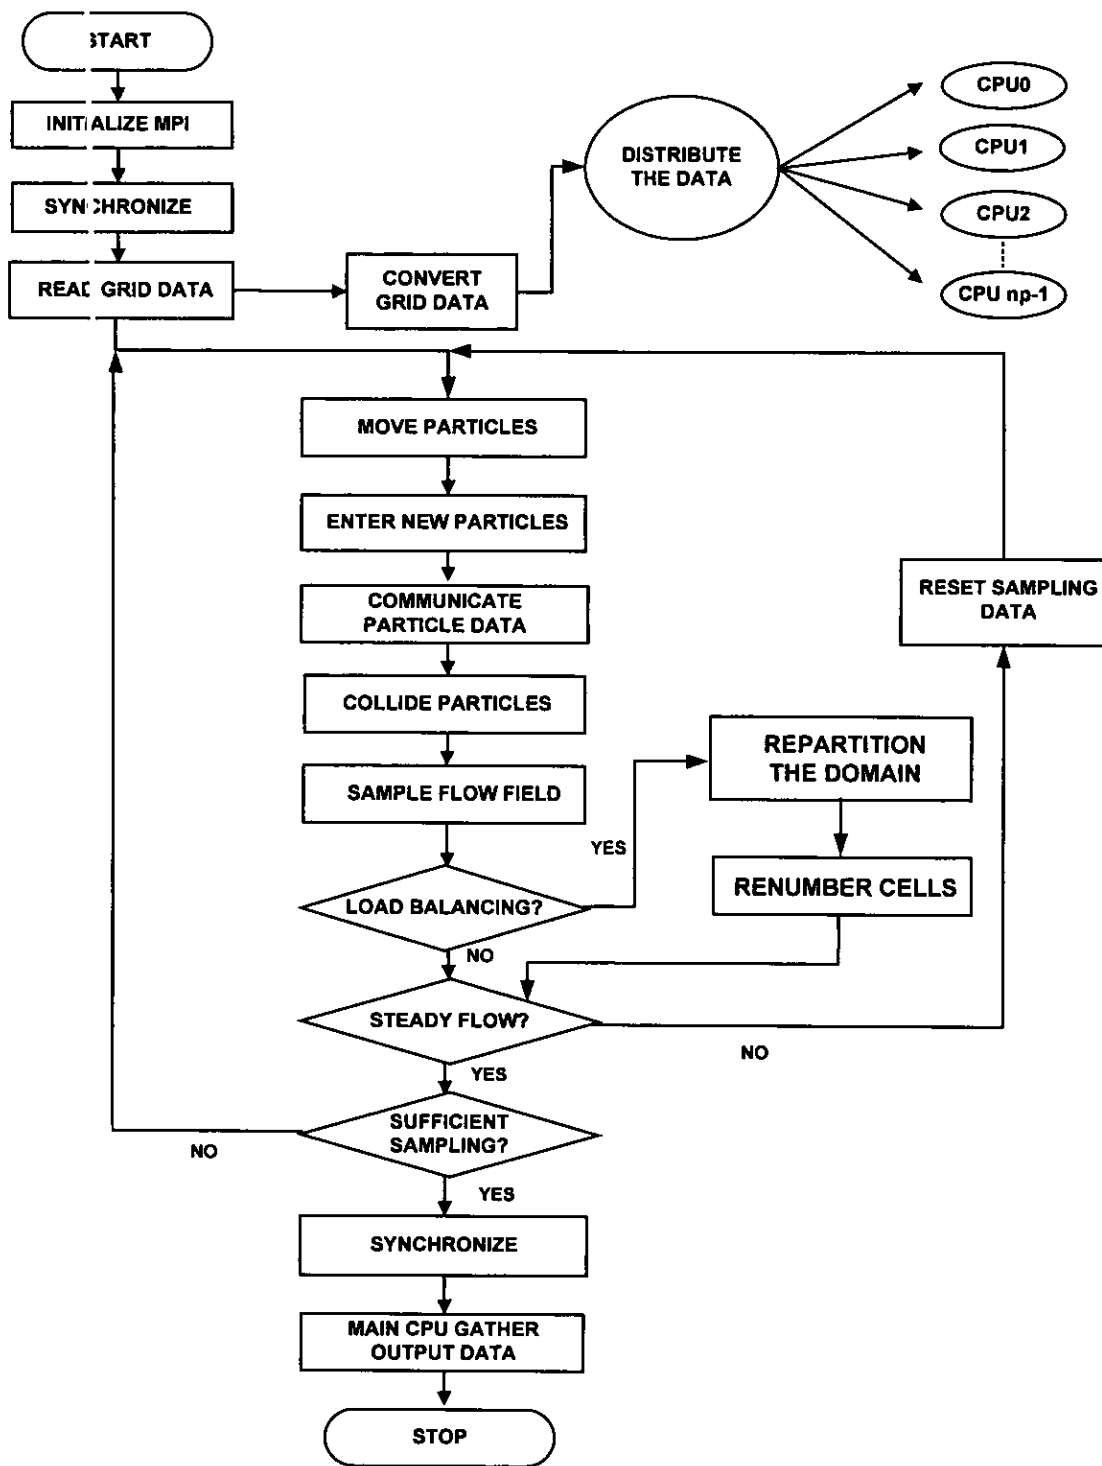 START
INITIALIZE MPI
SYNCHRONIZE
READ GRID DATA
CONVERT
GRID DATA
DISTRIBUTE
THE DATA
CPU0
CPU1
CPU2
CPU np-1
MOVE PARTICLES
ENTER NEW PARTICLES
COMMUNICATE
PARTICLE DATA
COLLIDE PARTICLES
SAMPLE FLOW FIELD
LOAD BALANCING?
YES
REPARTITION
THE DOMAIN
RENUMBER CELLS
RESET SAMPLING
DATA
NO
STEADY FLOW?
NO
YES
SUFFICIENT
SAMPLING?
NO
YES
SYNCHRONIZE
MAIN CPU GATHER
OUTPUT DATA
STOP